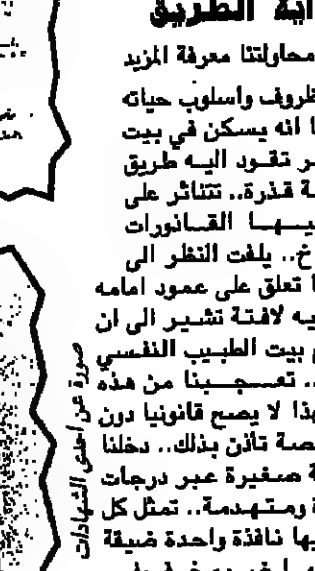 اية الطريق
محاولتنا معرفة المزيد
ظروف واسلوب حياته
ا انه يسكن في بيت
ر تقود اليه طريق
ة قذرة.. تتناثر على
يها القانورات
خ.. يلفت النظر الى
ا تعلق على عمود امامه
يه لافتة تشير الى ان
بيت الطبيب النفسي
.. تعجبنا من هذه
هذا لا يصح قانونيا دون
صة تاذن بذلك.. دخلنا
ة صغيرة عبر درجات
ة ومتهدمة.. تمثل كل
يها نافذة واحدة ضيقة
صورة عن احدى الشهادات